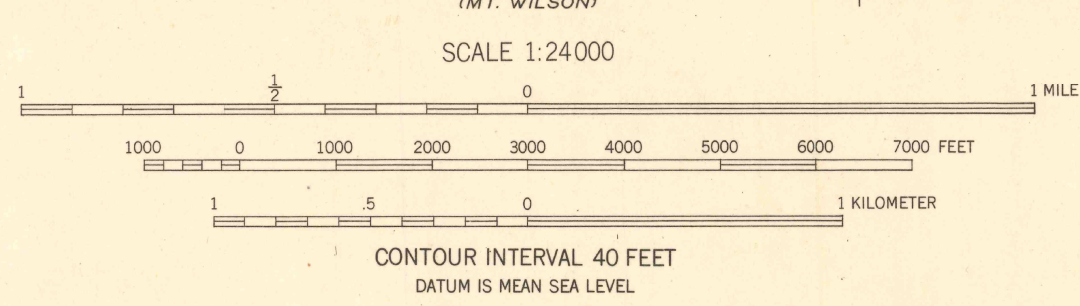 (MT. WILSON)
SCALE 1:24000
1 1/2 0 1 MILE
1000 0 1000 2000 3000 4000 5000 6000 7000 FEET
1 .5 0 1 KILOMETER
CONTOUR INTERVAL 40 FEET
DATUM IS MEAN SEA LEVEL